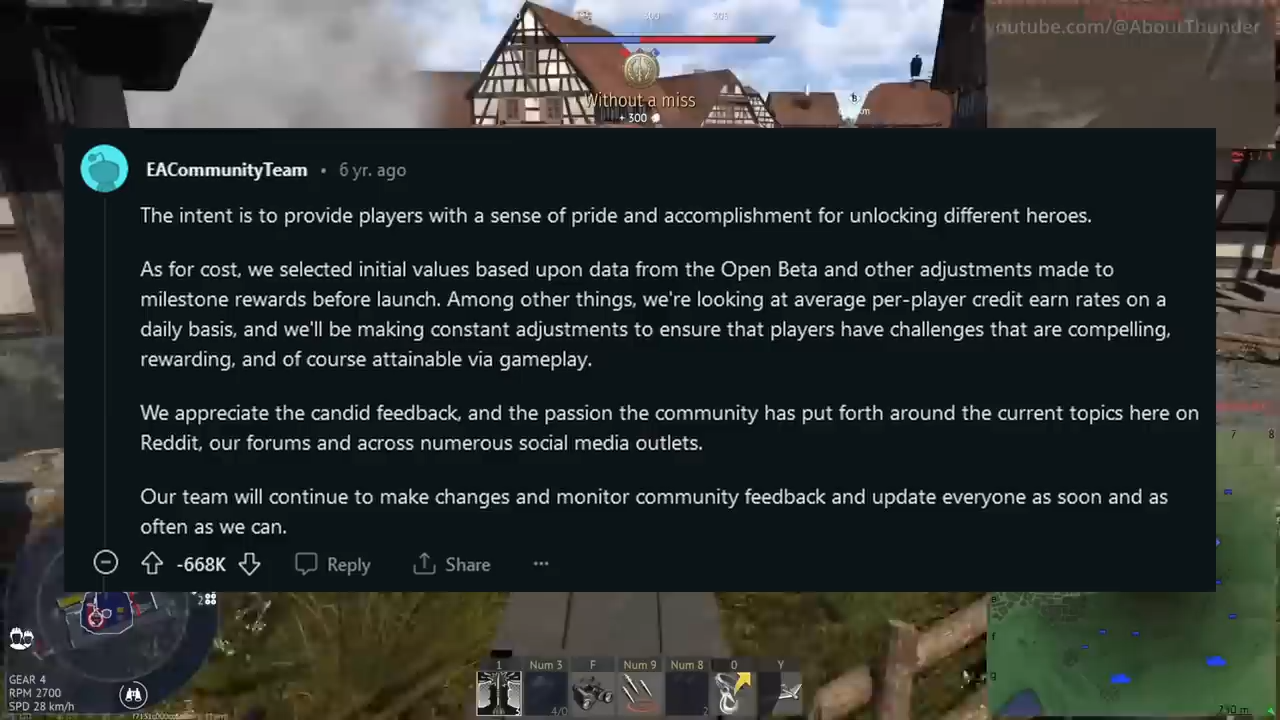 youtube.com/@AboutThunder
Without a miss
+ 300
EACommunityTeam • 6 yr. ago
The intent is to provide players with a sense of pride and accomplishment for unlocking different heroes.
As for cost, we selected initial values based upon data from the Open Beta and other adjustments made to
milestone rewards before launch. Among other things, we're looking at average per-player credit earn rates on a
daily basis, and we'll be making constant adjustments to ensure that players have challenges that are compelling,
rewarding, and of course attainable via gameplay.
We appreciate the candid feedback, and the passion the community has put forth around the current topics here on
Reddit, our forums and across numerous social media outlets.
Our team will continue to make changes and monitor community feedback and update everyone as soon and as
often as we can.
-668K Reply Share ...
7 8
1 Num 3 F Num 9 Num 8 0 Y
4/0 2
GEAR 4
RPM 2700
SPD 28 km/h